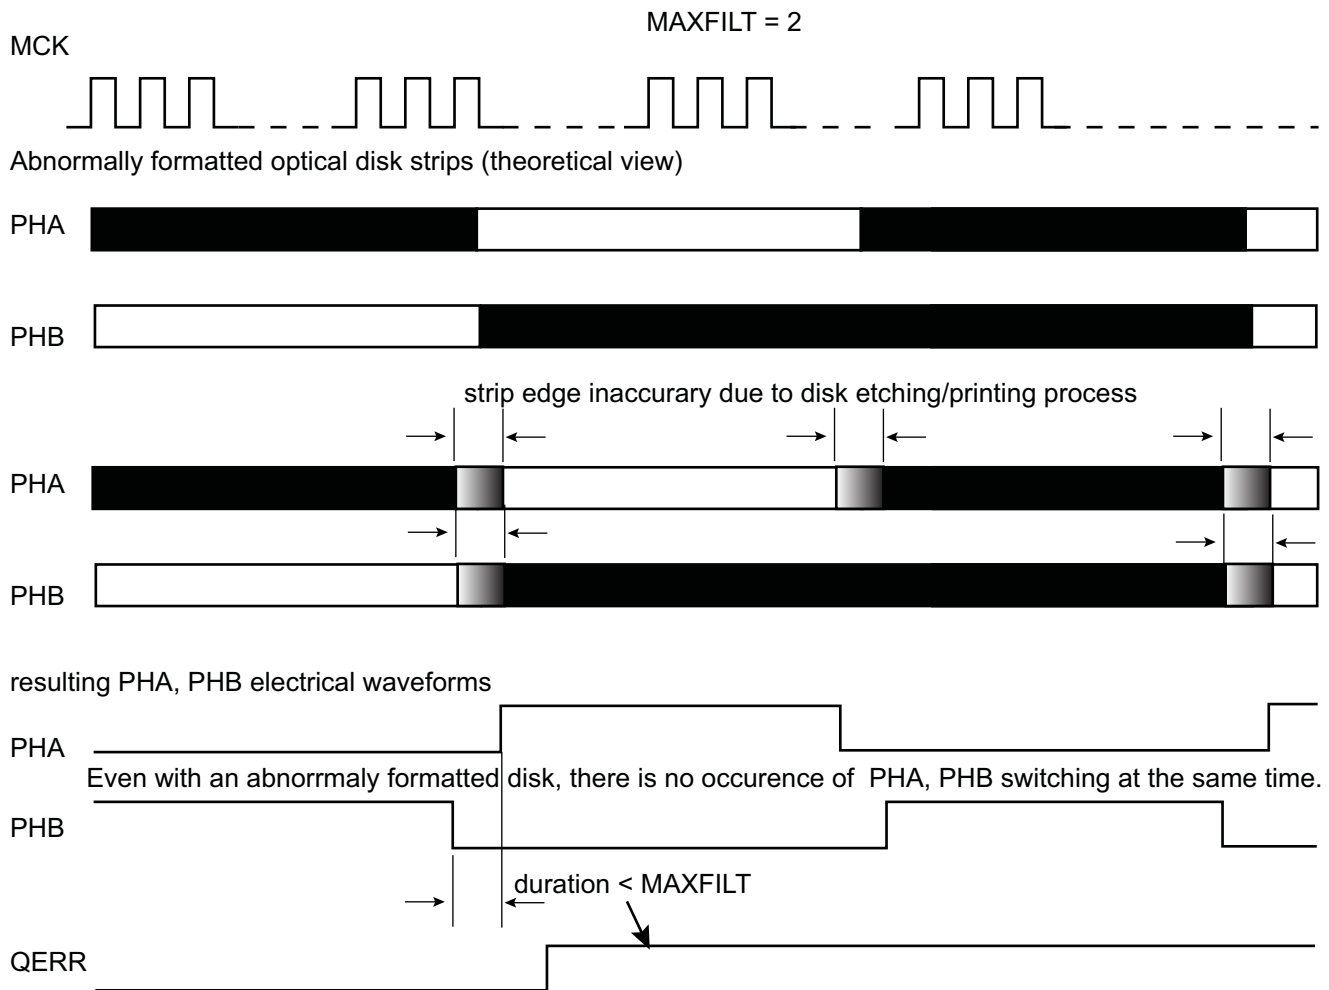 MAXFILT = 2
MCK
Abnormally formatted optical disk strips (theoretical view)
PHA
PHB
strip edge inaccurary due to disk etching/printing process
PHA
PHB
resulting PHA, PHB electrical waveforms
PHA
Even with an abnorrmaly formatted disk, there is no occurence of PHA, PHB switching at the same time.
PHB
duration < MAXFILT
QERR